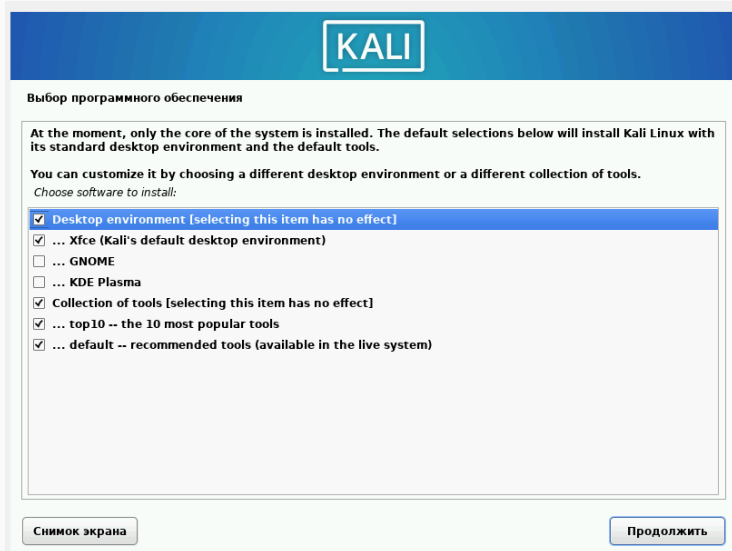 KALI
Выбор программного обеспечения
At the moment, only the core of the system is installed. The default selections below will install Kali Linux with
its standard desktop environment and the default tools.
You can customize it by choosing a different desktop environment or a different collection of tools.
Choose software to install:
Desktop environment [selecting this item has no effect]
... Xfce (Kali's default desktop environment)
... GNOME
... KDE Plasma
Collection of tools [selecting this item has no effect]
... top10 -- the 10 most popular tools
... default -- recommended tools (available in the live system)
Снимок экрана
Продолжить